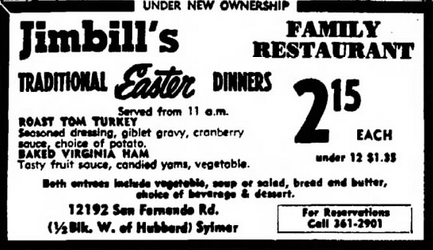 UNDER NEW OWNERSHIP
Jimbill's
FAMILY
RESTAURANT
TRADITIONAL Easter DINNERS
Served from 11 a.m.
ROAST TOM TURKEY
Seasoned dressing, giblet gravy, cranberry
sauce, choice of potato.
BAKED VIRGINIA HAM
Tasty fruit sauce, candied yams, vegetable.
2 15
EACH
under 12 $1.35
Both entrees include vegetable, soup or salad, bread and butter,
choice of beverage & dessert.
12192 San Fernando Rd.
(½ Blk. W. of Hubbard) Sylmar
For Reservations
Call 361-2901